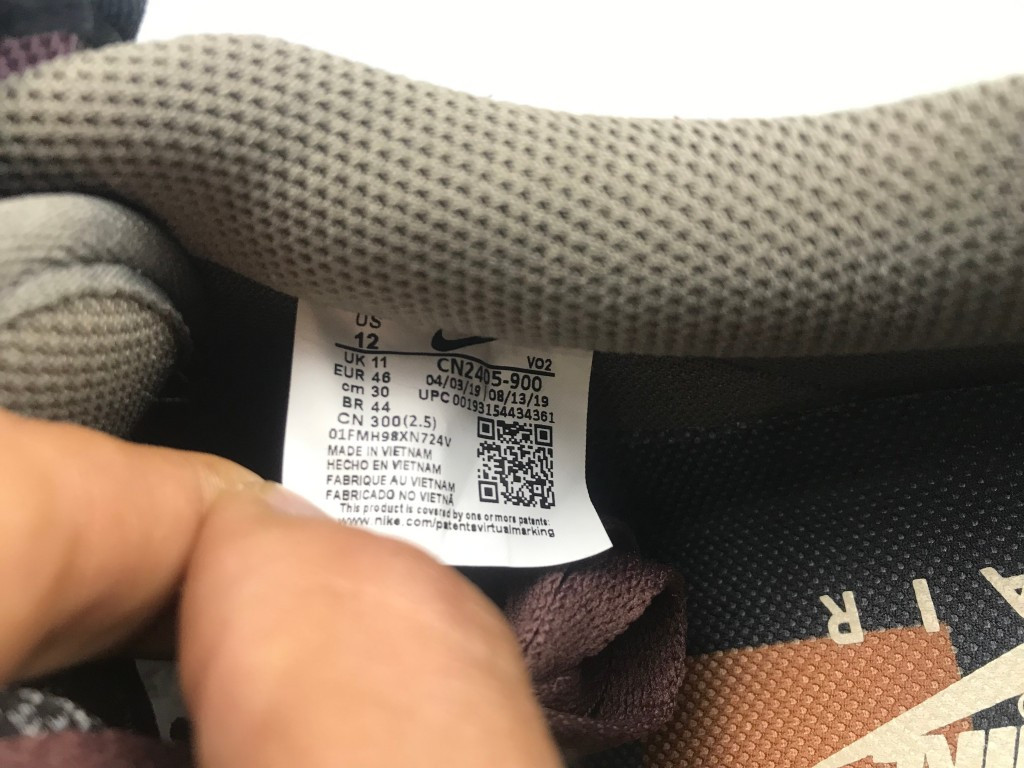 US
12
VO2
UK 11
CN2405-900
EUR 46
04/03/19 08/13/19
cm 30
UPC 00193154434361
BR 44
CN 300(2.5)
01FMH98XN724V
MADE IN VIETNAM
HECHO EN VIETNAM
FABRIQUE AU VIETNAM
FABRICADO NO VIETNÃ
This product is covered by one or more patents:
www.nike.com/patentsvirtualmarking
AIR